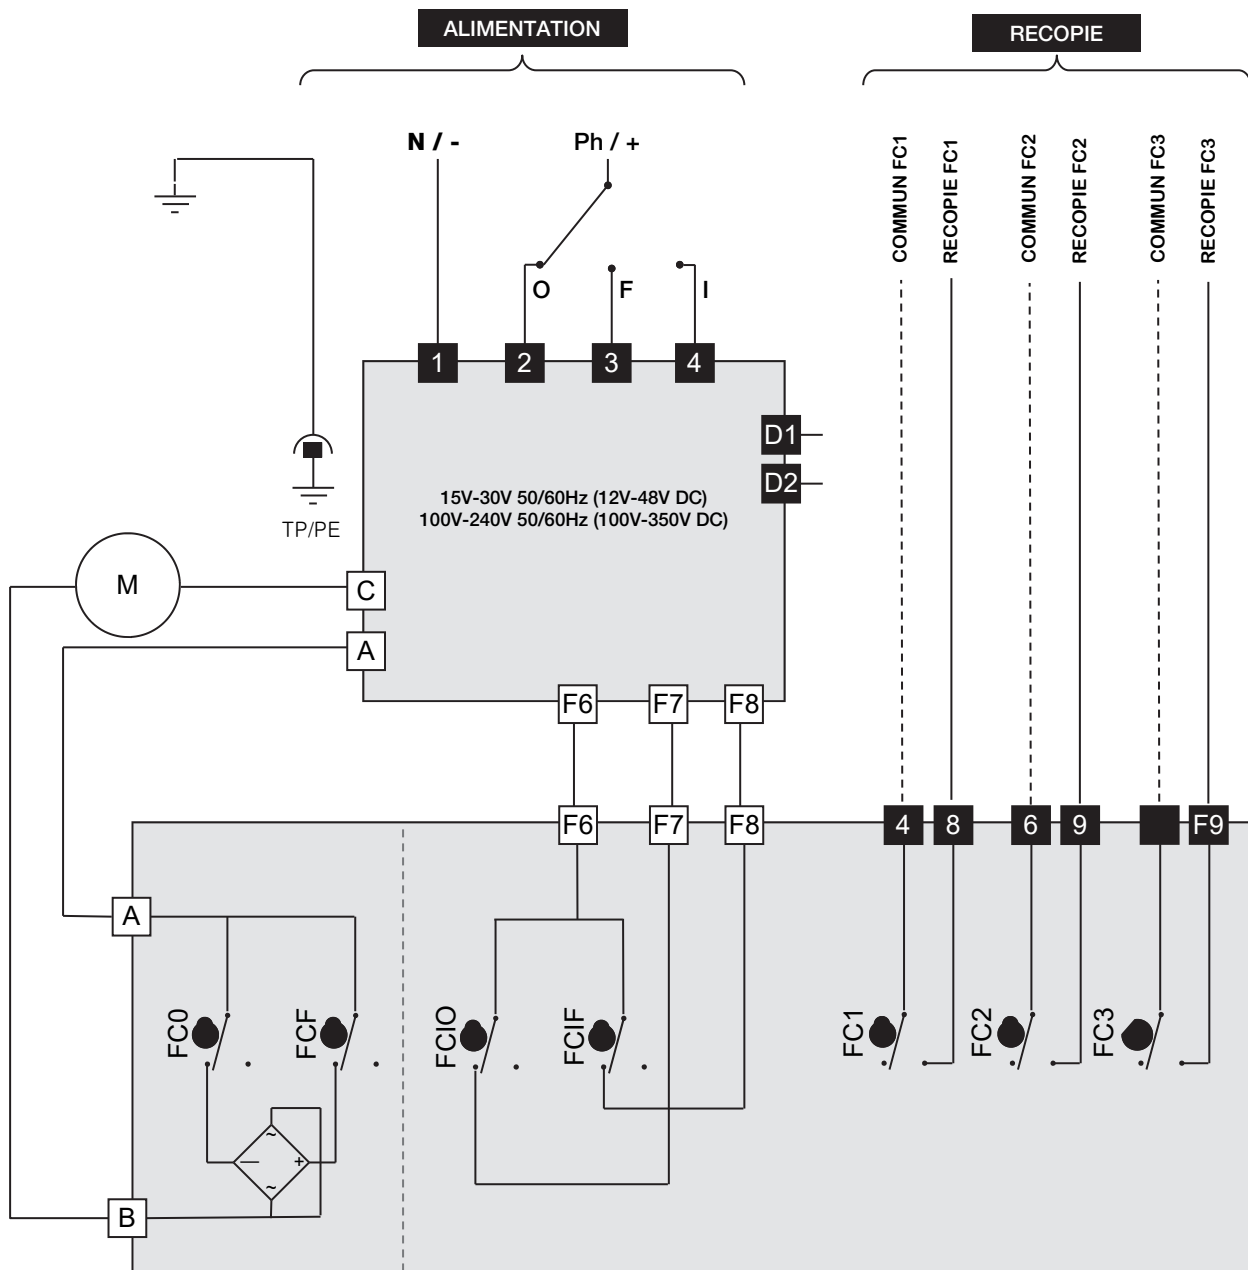 ALIMENTATION
RECOPIE
N / -
Ph / +
COMMUN FC1
RECOPIE FC1
COMMUN FC2
RECOPIE FC2
COMMUN FC3
RECOPIE FC3
O
F
I
1
2
3
4
D1
D2
15V-30V 50/60Hz (12V-48V DC)
100V-240V 50/60Hz (100V-350V DC)
TP/PE
M
C
A
F6
F7
F8
F6
F7
F8
4
8
6
9
F9
A
FC0
FCF
FCIO
FCIF
FC1
FC2
FC3
~
—
+
~
B